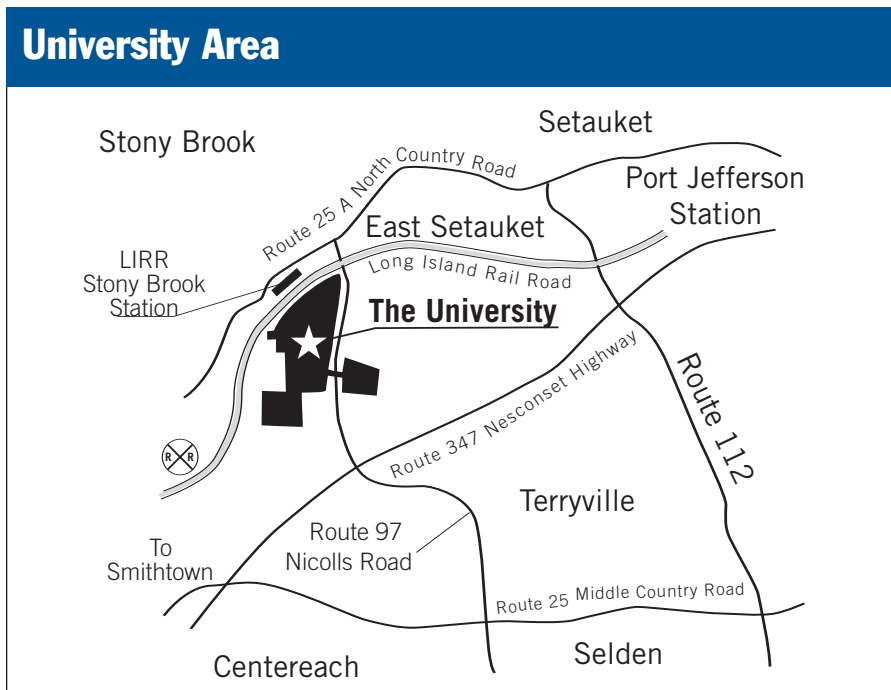 University Area
Setauket
Stony Brook
Route 25 A North Country Road
Port Jefferson
Station
East Setauket
LIRR
Stony Brook
Station
Long Island Rail Road
The University
Route 347 Nesconset Highway
Route 112
R R
Terryville
Route 97
Nicolls Road
To
Smithtown
Route 25 Middle Country Road
Centereach
Selden